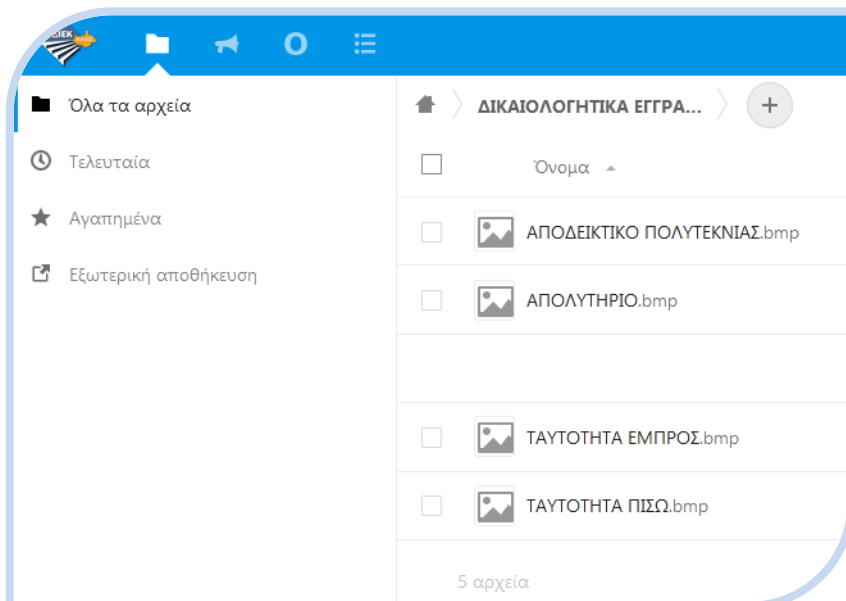 ΔΙΕΚ
Ο
Όλα τα αρχεία
Τελευταία
Αγαπημένα
Εξωτερική αποθήκευση
ΔΙΚΑΙΟΛΟΓΗΤΙΚΑ ΕΓΓΡΑ...
Όνομα
ΑΠΟΔΕΙΚΤΙΚΟ ΠΟΛΥΤΕΚΝΙΑΣ.bmp
ΑΠΟΛΥΤΗΡΙΟ.bmp
ΤΑΥΤΟΤΗΤΑ ΕΜΠΡΟΣ.bmp
ΤΑΥΤΟΤΗΤΑ ΠΙΣΩ.bmp
5 αρχεία